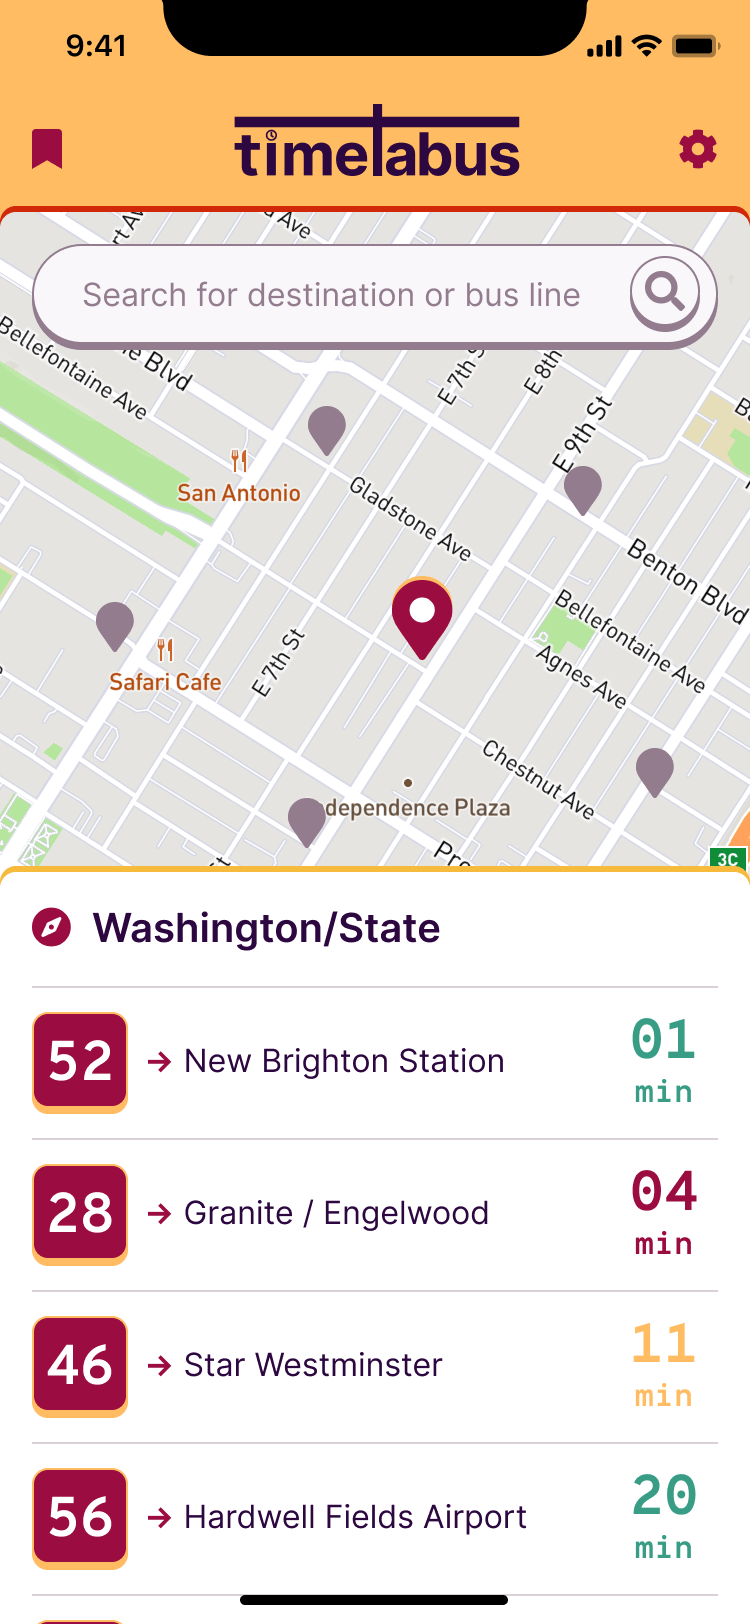 9:41
timetabus
rt Av
Ave
Search for destination or bus line
Bellefontaine Ave
e Blvd
E 7th S
E 8th
E 9th St
San Antonio
Gladstone Ave
Benton Blvd
Bellefontaine Ave
Agnes Ave
E 7th St
Safari Cafe
Chestnut Ave
dependence Plaza
St
Pro
3C
Washington/State
52 → New Brighton Station 01 min
28 → Granite / Engelwood 04 min
46 → Star Westminster 11 min
56 → Hardwell Fields Airport 20 min